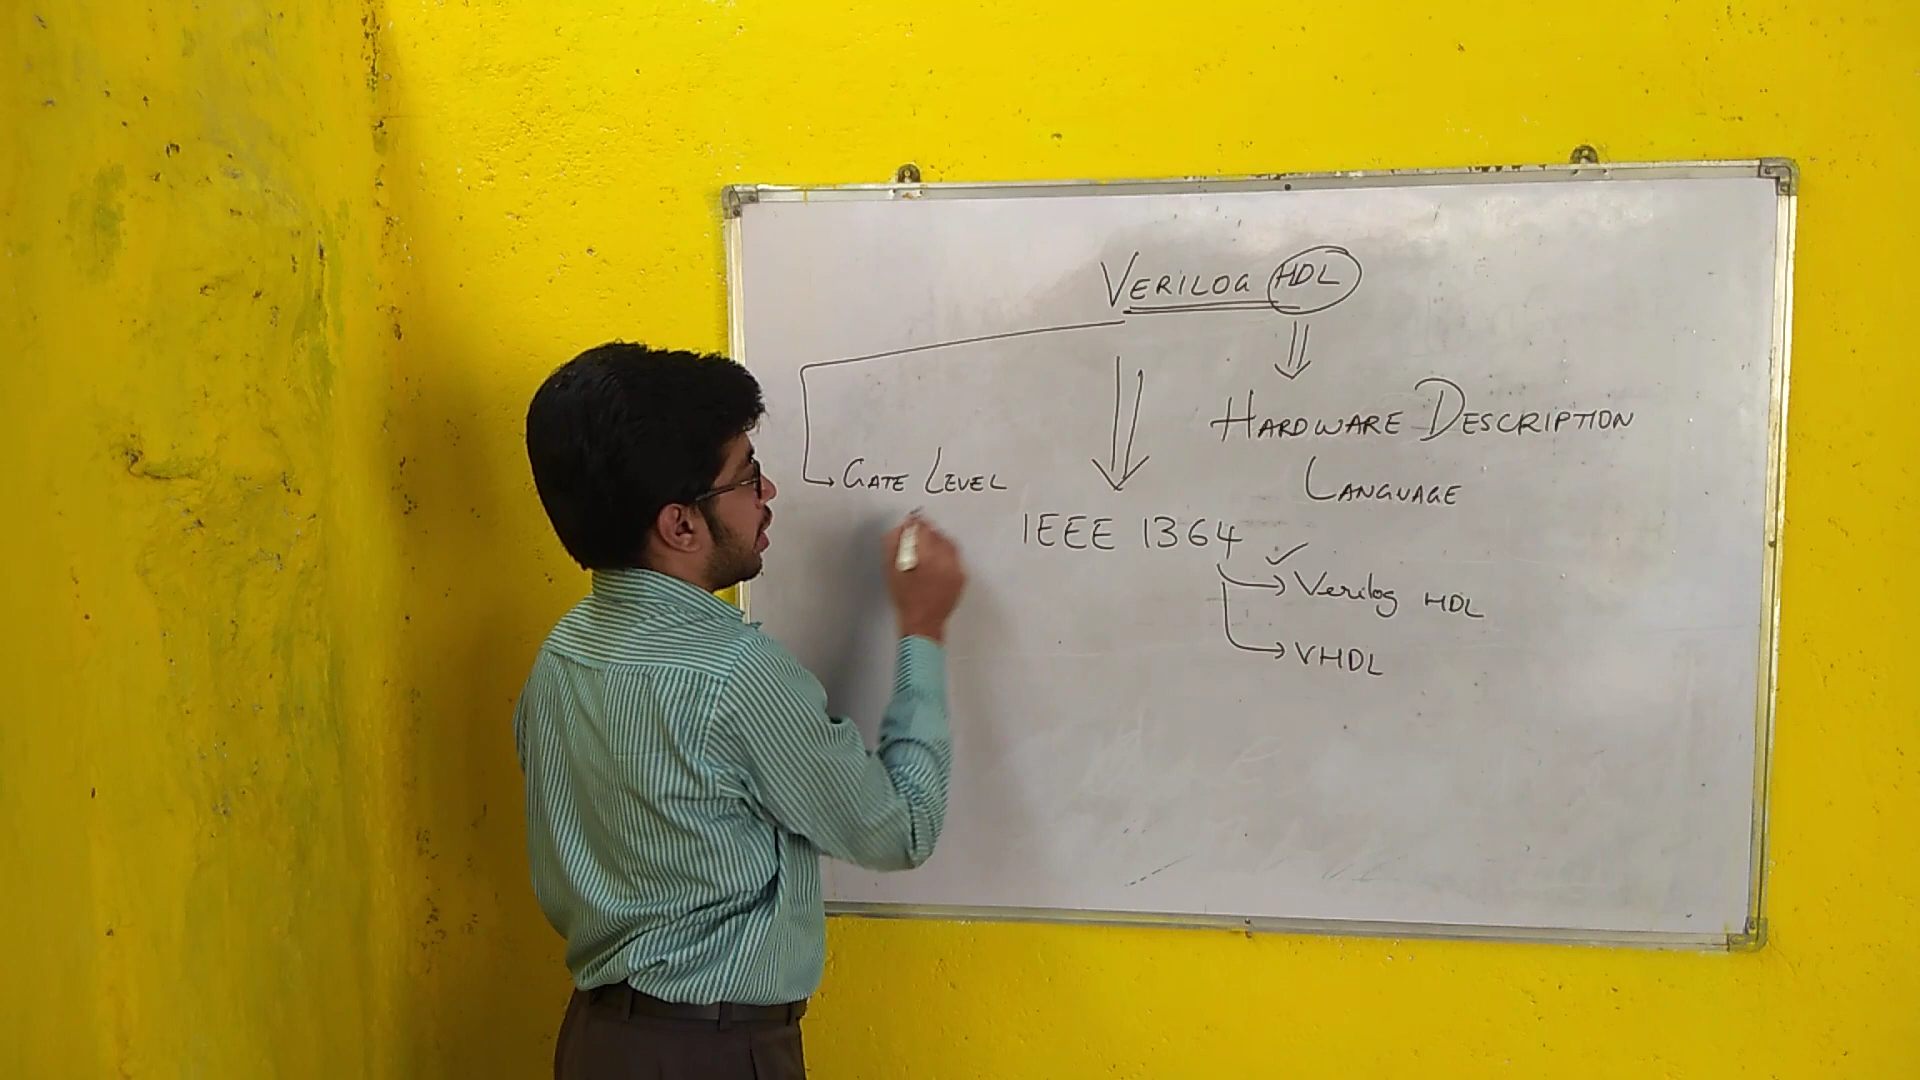 VERILOG HDL
HARDWARE DESCRIPTION
LANGUAGE
GATE LEVEL
IEEE 1364
Verilog HDL
VHDL